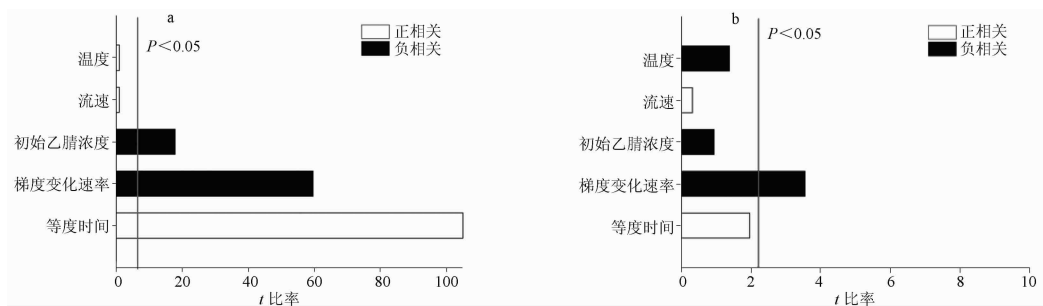 a
正相关
负相关
P<0.05
温度
流速
初始乙腈浓度
梯度变化速率
等度时间
0 20 40 60 80 100
t 比率
b
正相关
负相关
P<0.05
温度
流速
初始乙腈浓度
梯度变化速率
等度时间
0 2 4 6 8 10
t 比率